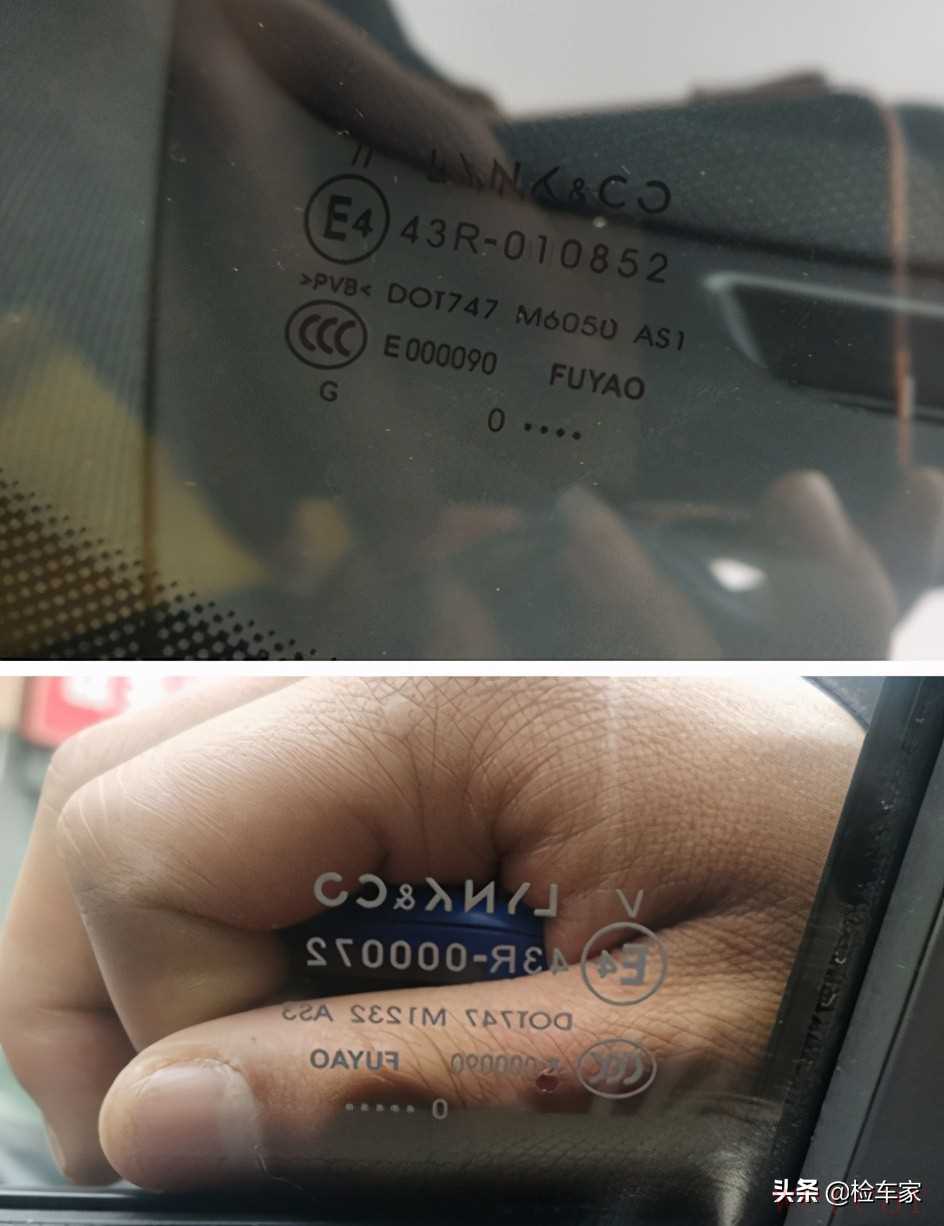 II LYNK&CO
E4 43R-010852
>PVB< DOT747 M6050 AS1
CCC E000090 FUYAO
G
0 ••••
V LYNK&CO
E4 43R-000072
DOT747 M1232 AS3
CCC E000090 FUYAO
0 •••••
头条 @检车家